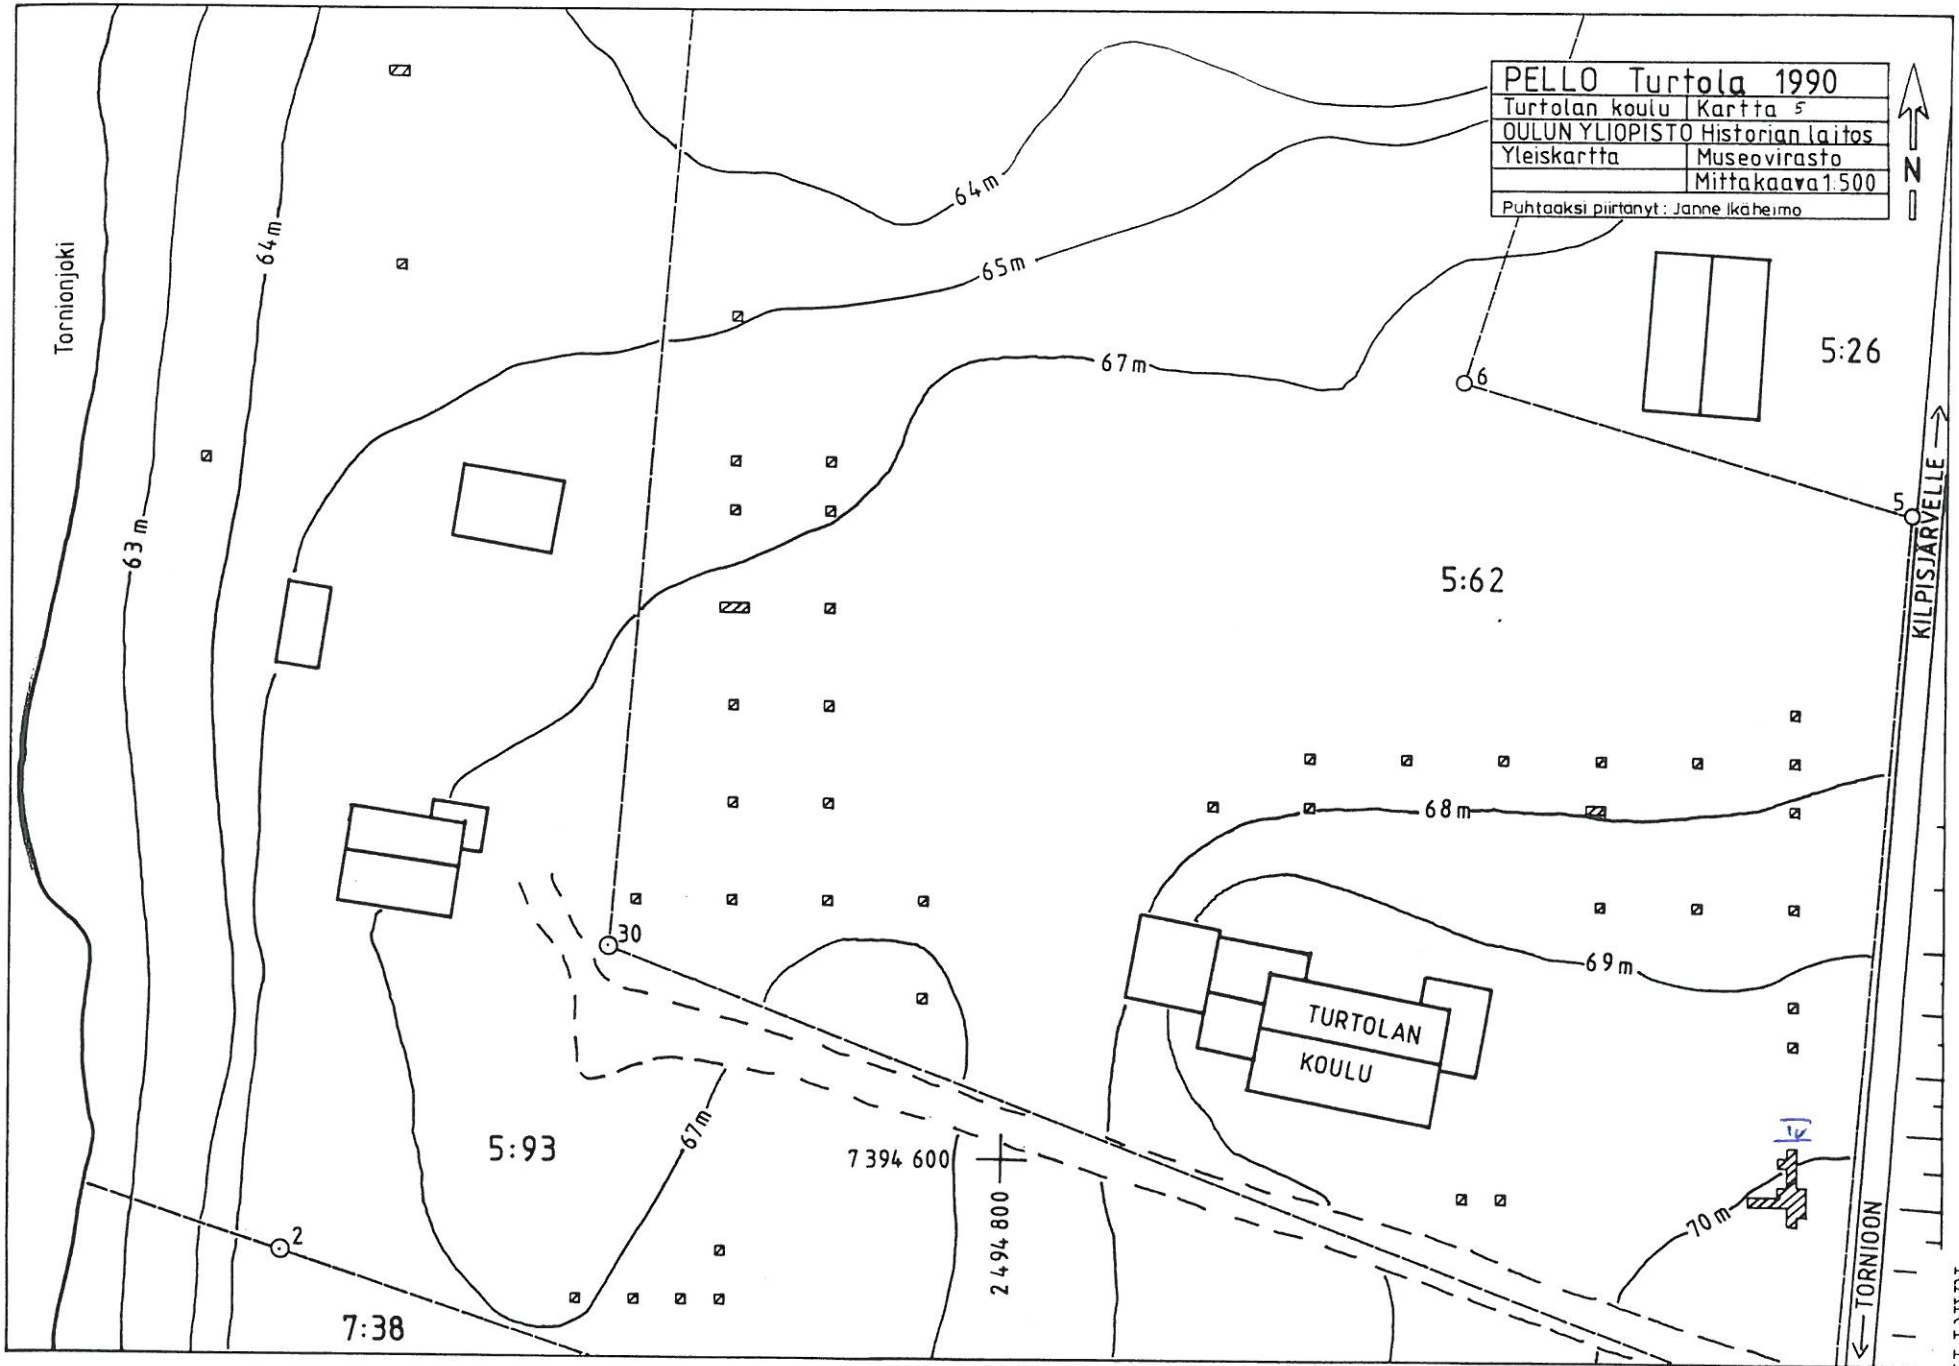 PELLO Turtola 1990
Turtolan koulu Kartta 5
OULUN YLIOPISTO Historian laitos
Yleiskartta Museovirasto
Mittakaava 1:500
Puhtaaksi piirtänyt: Janne Ikäheimo
N
Tornionjoki
64m
64m
65m
67m
5:26
6
5
KILPISJÄRVELLE
63m
5:62
68m
30
69m
TURTOLAN
KOULU
IV
67m
5:93
7 394 600
2 494 800
70m
TORNIOON
2
7:38